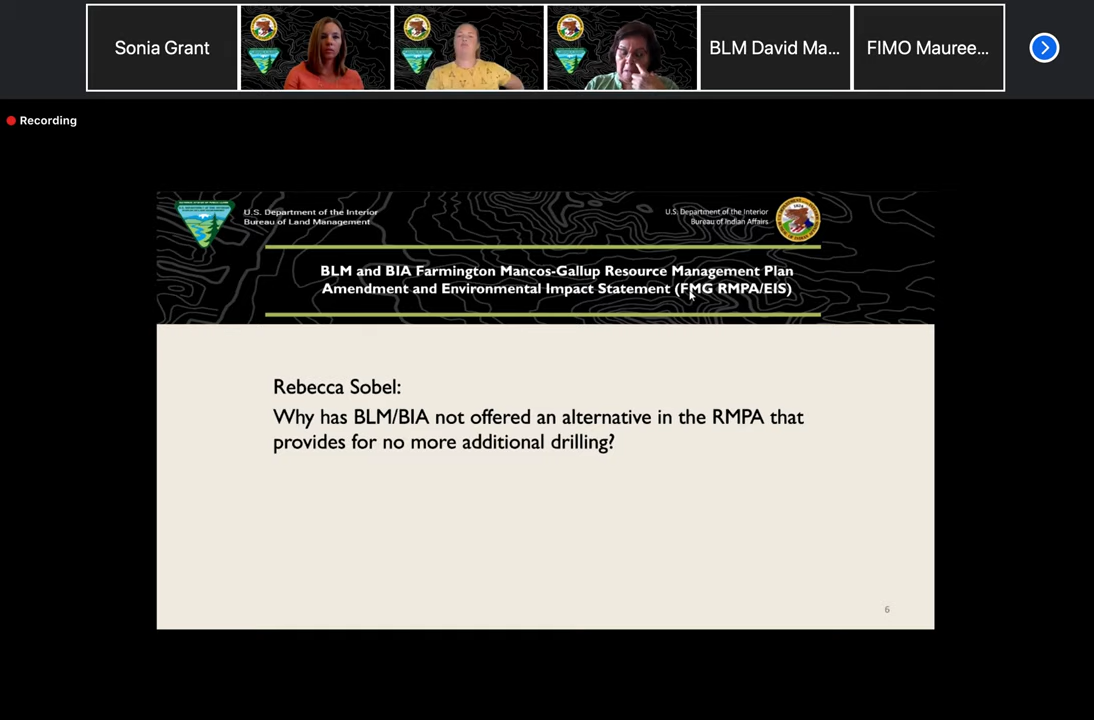 Sonia Grant
BLM David Ma...
FIMO Mauree...
Recording
U.S. Department of the Interior
Bureau of Land Management
U.S. Department of the Interior
Bureau of Indian Affairs
BLM and BIA Farmington Mancos-Gallup Resource Management Plan
Amendment and Environmental Impact Statement (FMG RMPA/EIS)
Rebecca Sobel:
Why has BLM/BIA not offered an alternative in the RMPA that
provides for no more additional drilling?
6